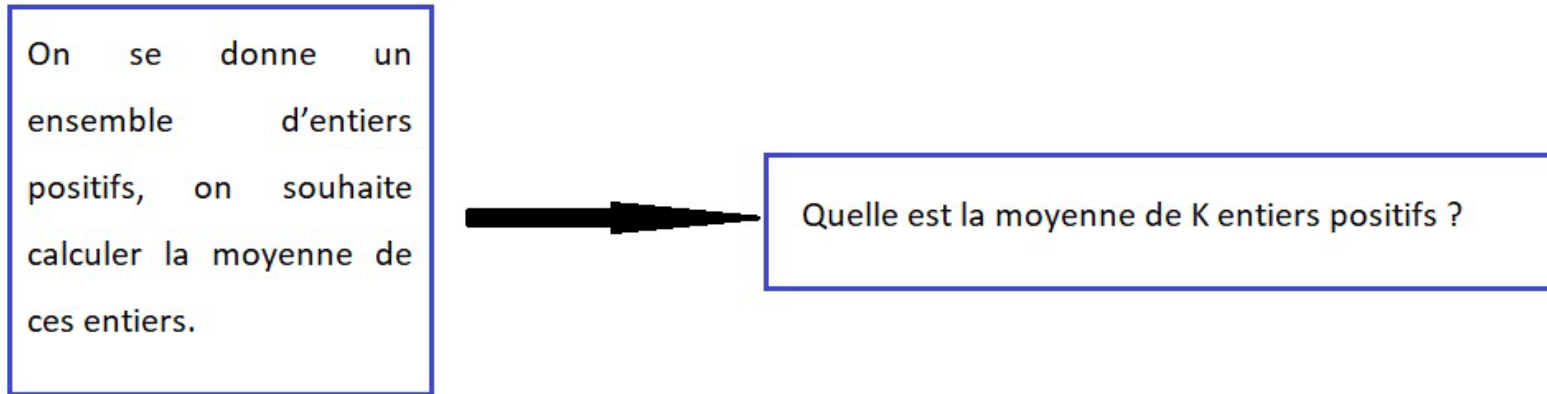 On se donne un
ensemble d’entiers
positifs, on souhaite
calculer la moyenne de
ces entiers.
Quelle est la moyenne de K entiers positifs ?